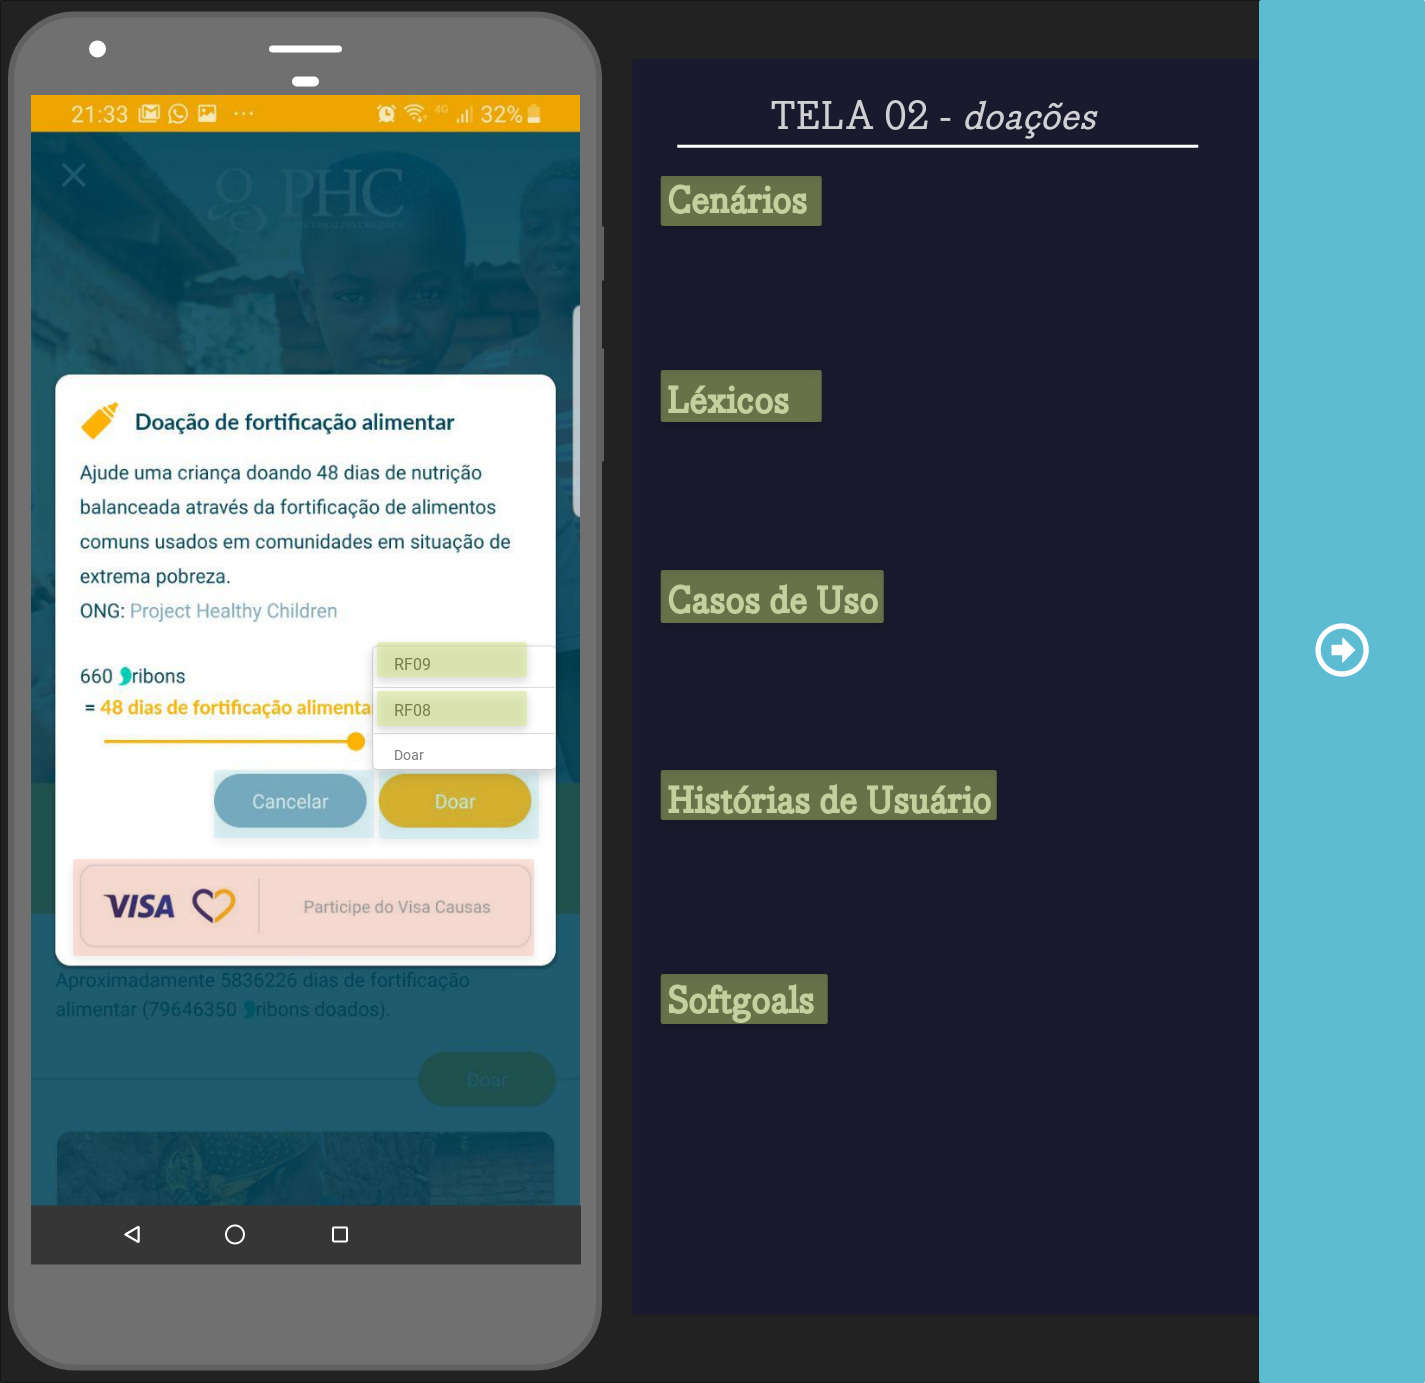 21:33 ... 4G 32%
PHC
Doação de fortificação alimentar
Ajude uma criança doando 48 dias de nutrição
balanceada através da fortificação de alimentos
comuns usados em comunidades em situação de
extrema pobreza.
ONG: Project Healthy Children
660 ribons
= 48 dias de fortificação alimentar
RF09
RF08
Doar
Cancelar
Doar
VISA
Participe do Visa Causas
Aproximadamente 5836226 dias de fortificação
alimentar (79646350 ribons doados).
Doar
TELA 02 - doações
Cenários
Léxicos
Casos de Uso
Histórias de Usuário
Softgoals